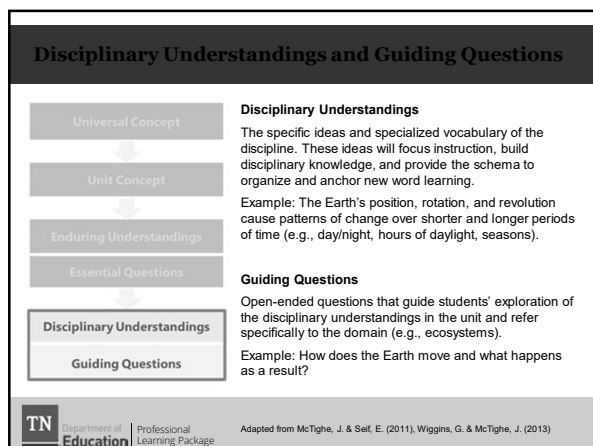 Disciplinary Understandings and Guiding Questions
Universal Concept
Unit Concept
Enduring Understandings
Essential Questions
Disciplinary Understandings
Guiding Questions
Disciplinary Understandings
The specific ideas and specialized vocabulary of the
discipline. These ideas will focus instruction, build
disciplinary knowledge, and provide the schema to
organize and anchor new word learning.
Example: The Earth’s position, rotation, and revolution
cause patterns of change over shorter and longer periods
of time (e.g., day/night, hours of daylight, seasons).
Guiding Questions
Open-ended questions that guide students’ exploration of
the disciplinary understandings in the unit and refer
specifically to the domain (e.g., ecosystems).
Example: How does the Earth move and what happens
as a result?
TN
Department of
Education
Professional
Learning Package
Adapted from McTighe, J. & Seif, E. (2011), Wiggins, G. & McTighe, J. (2013)